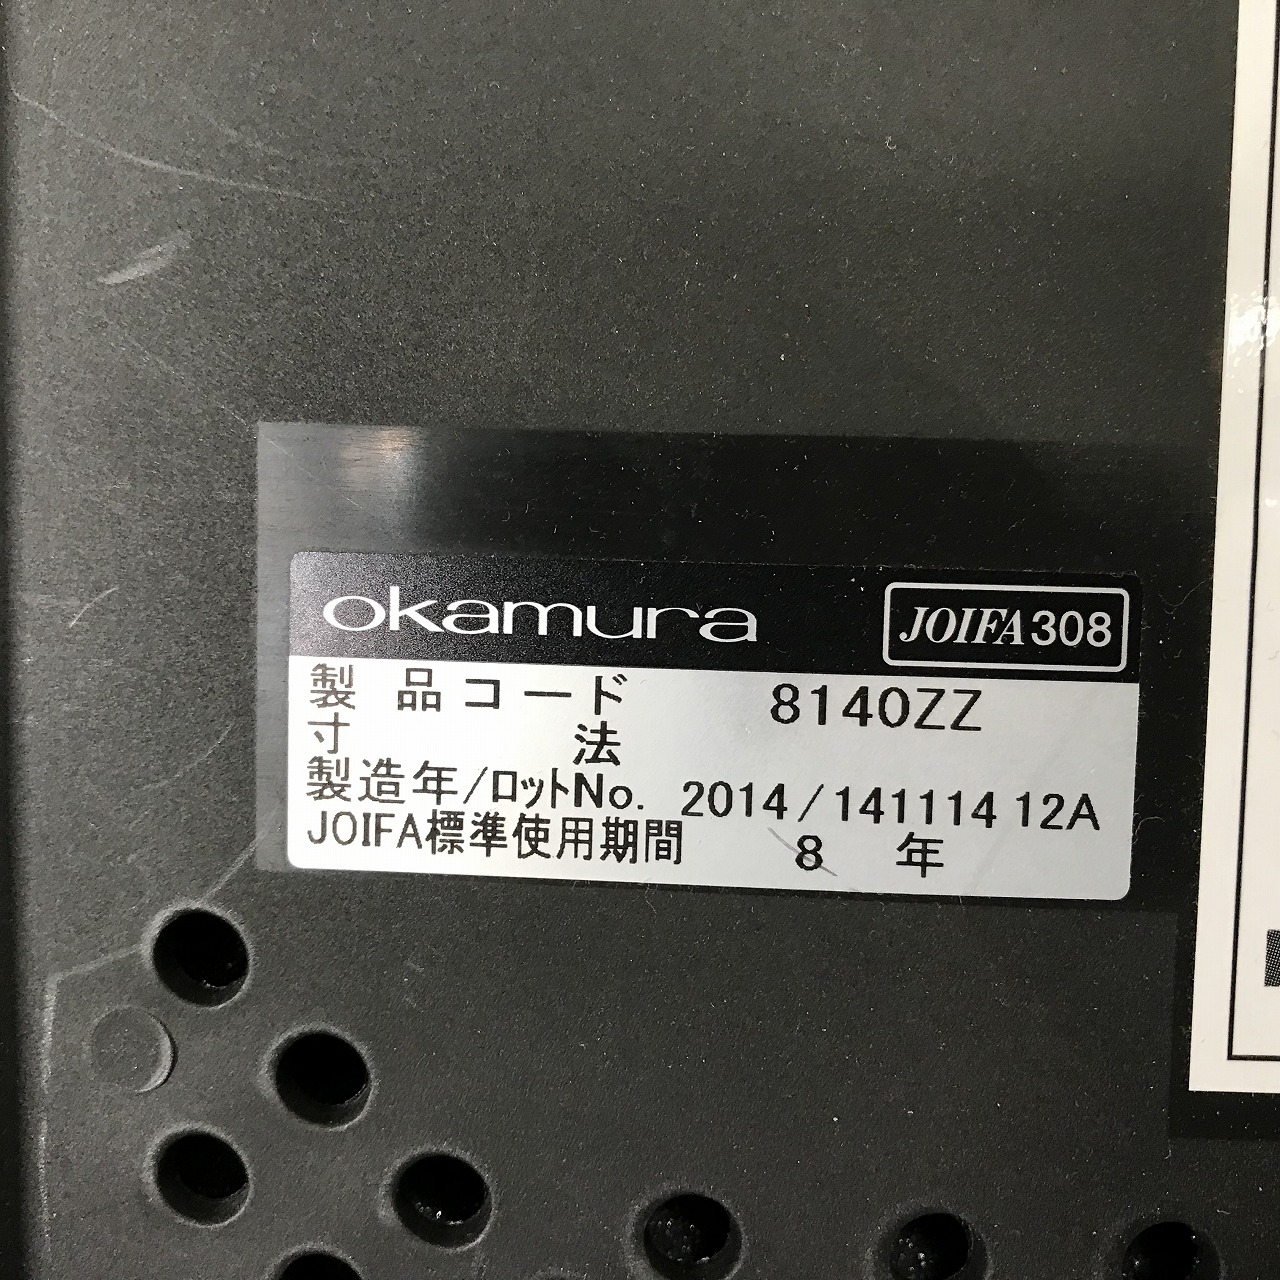 okamura JOIFA308
製品コード 8140ZZ
寸法
製造年/ロットNo. 2014/141114 12A
JOIFA標準使用期間 8 年